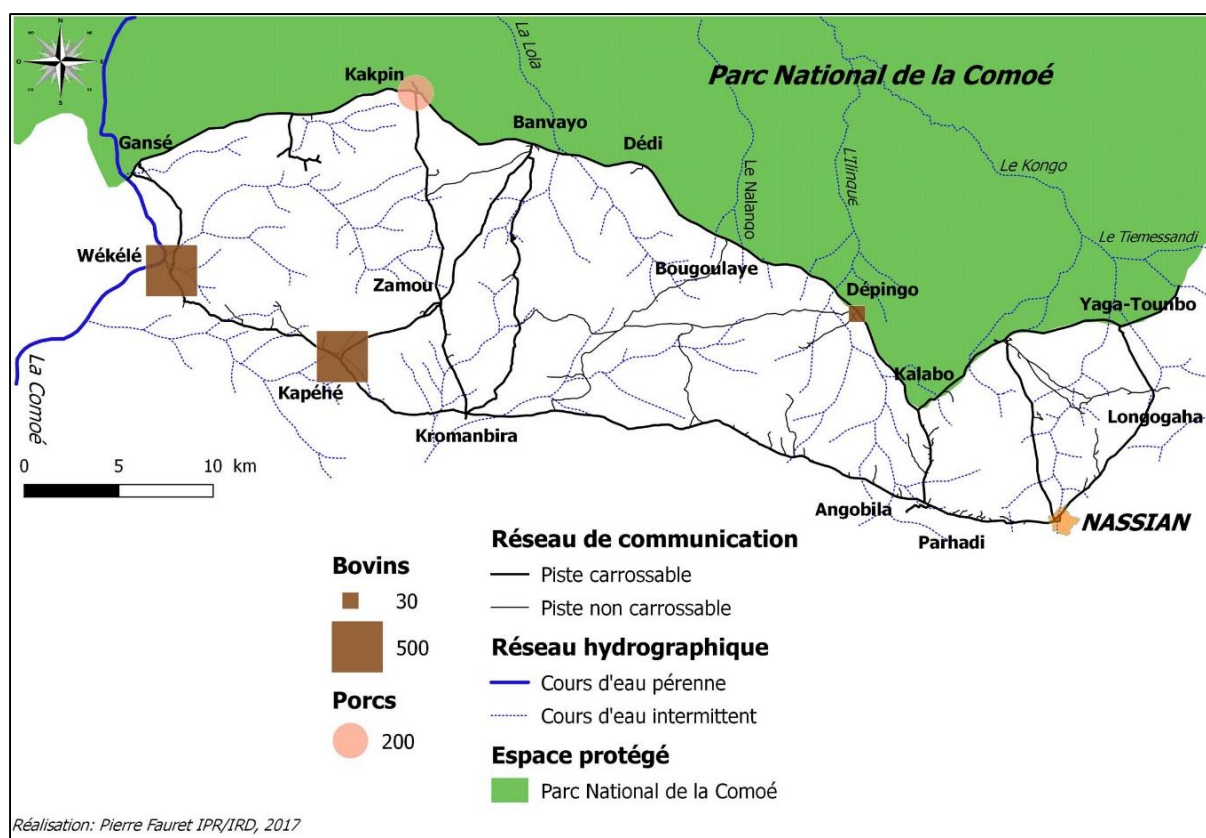 N
O
E
S
La Lola
Kakpin
Parc National de la Comoé
Banvayo
Gansé
Dédi
Le Nalango
L'Ilinque
Le Kongo
Le Tiemessandi
Wékélé
Bougoulaye
Zamou
Dépingo
Yaga-Tounbo
La Comoé
Kapéhé
Kalabo
Kromanbira
Longogaha
0 5 10 km
Angobila
Parhadi
NASSIAN
Bovins
30
500
Porcs
200
Réseau de communication
Piste carrossable
Piste non carrossable
Réseau hydrographique
Cours d'eau pérenne
Cours d'eau intermittent
Espace protégé
Parc National de la Comoé
Réalisation: Pierre Fauret IPR/IRD, 2017